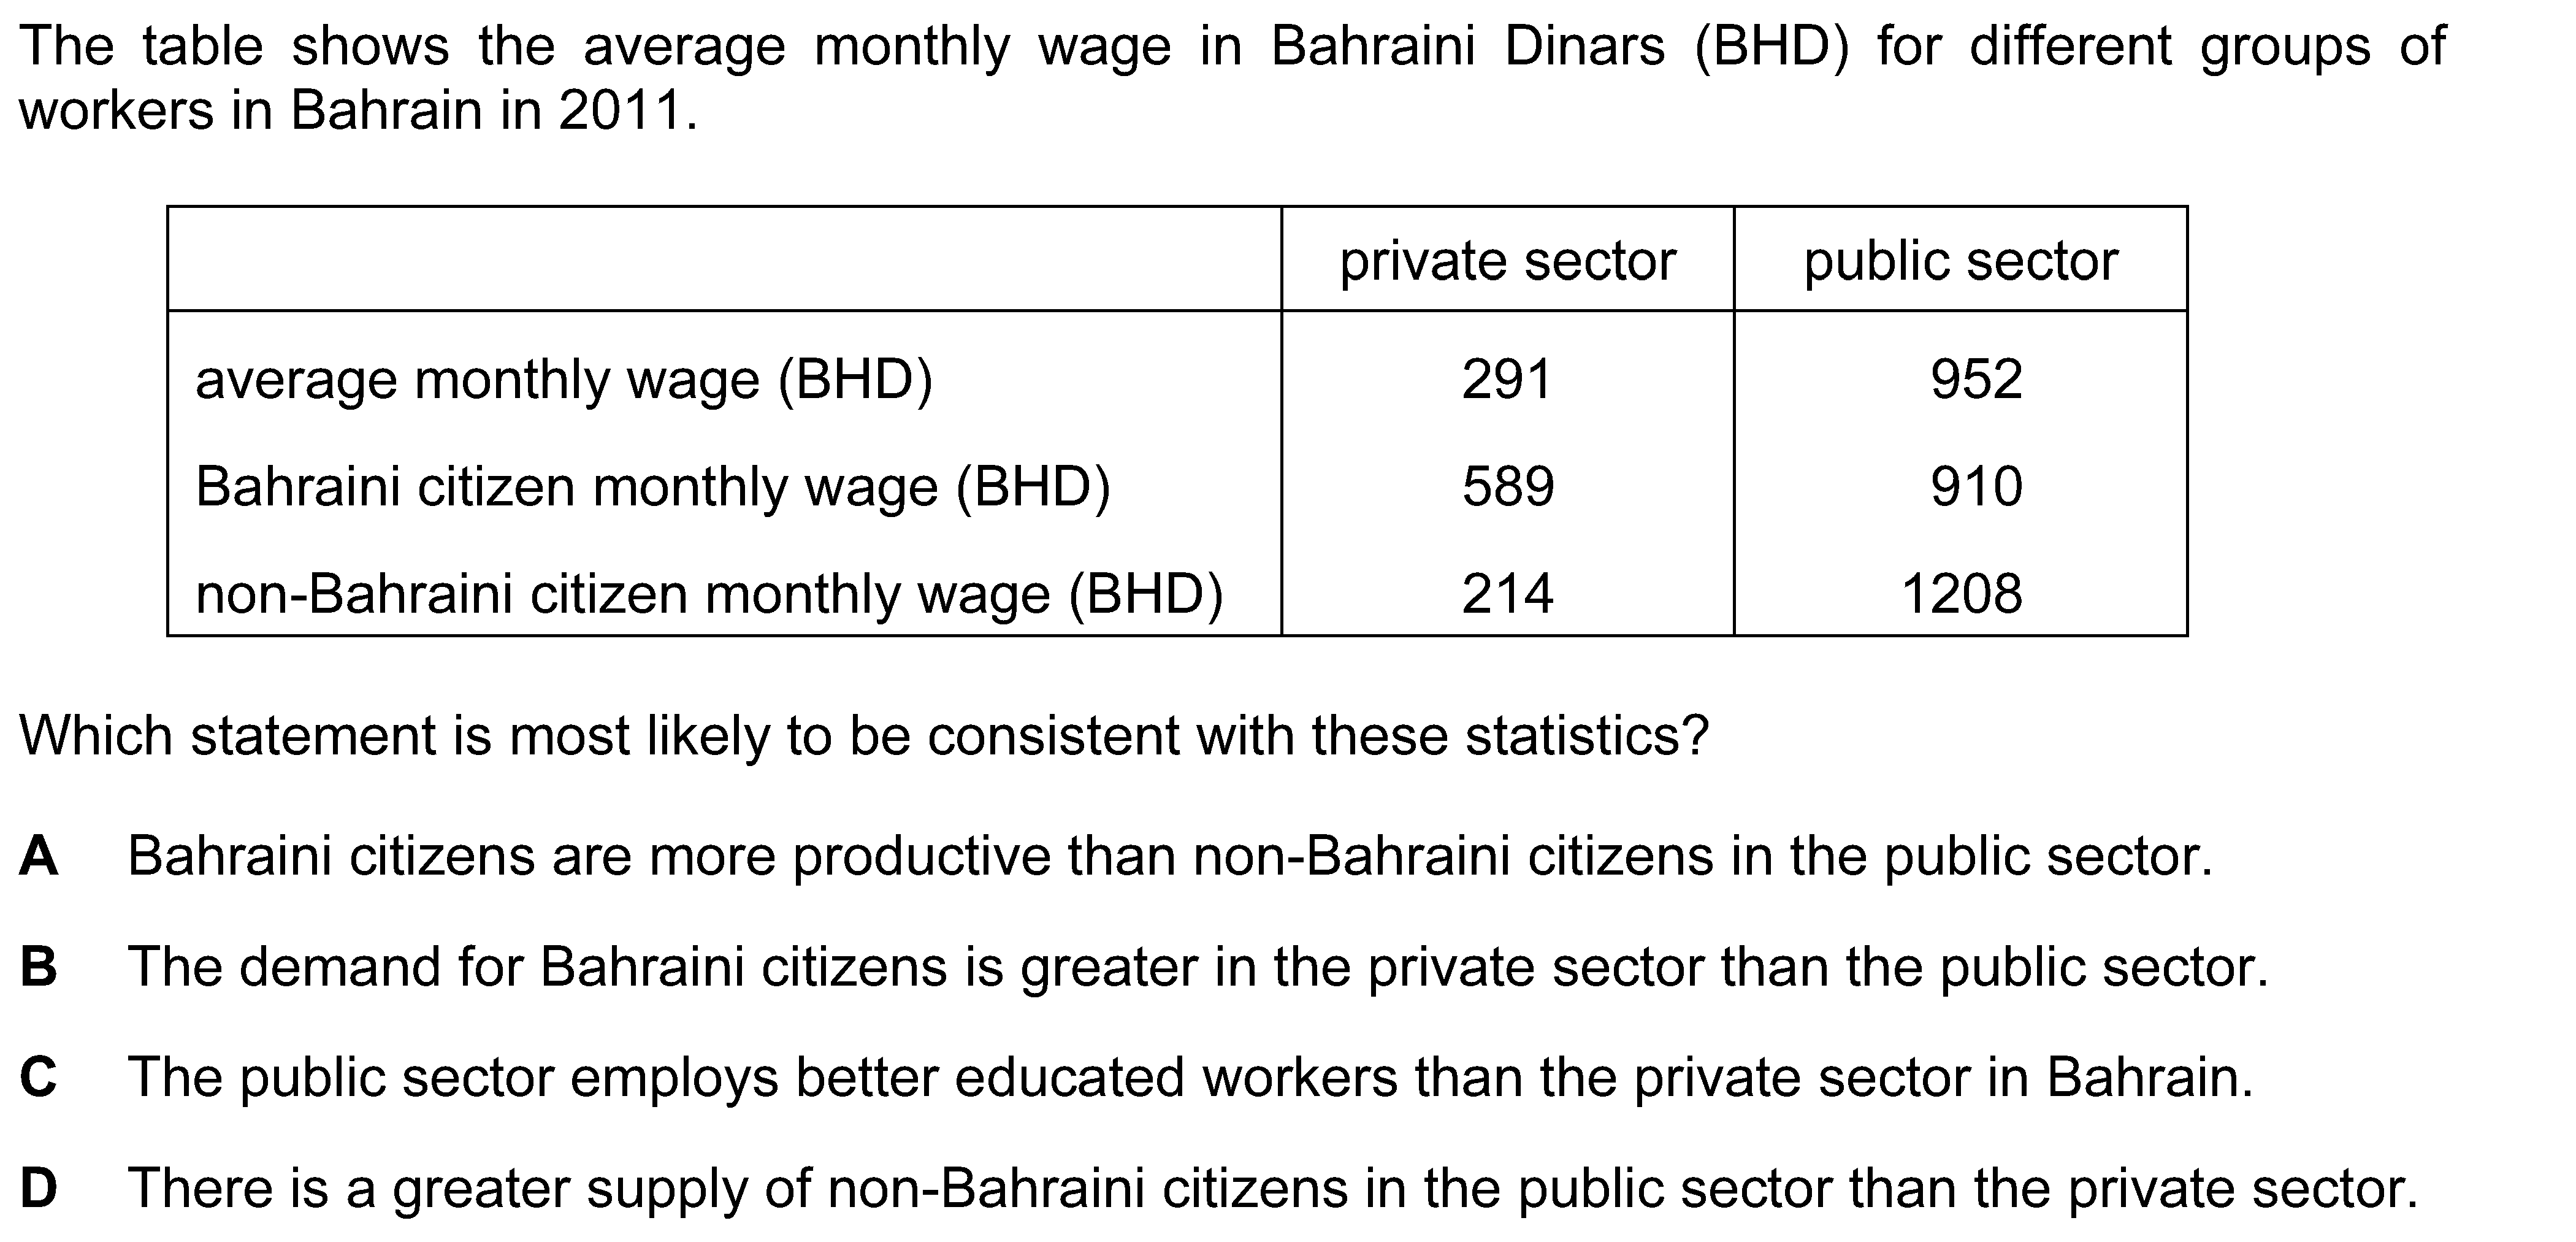 The table shows the average monthly wage in Bahraini Dinars (BHD) for different groups of
workers in Bahrain in 2011.
private sector public sector
average monthly wage (BHD) 291 952
Bahraini citizen monthly wage (BHD) 589 910
non-Bahraini citizen monthly wage (BHD) 214 1208
Which statement is most likely to be consistent with these statistics?
A Bahraini citizens are more productive than non-Bahraini citizens in the public sector.
B The demand for Bahraini citizens is greater in the private sector than the public sector.
C The public sector employs better educated workers than the private sector in Bahrain.
D There is a greater supply of non-Bahraini citizens in the public sector than the private sector.